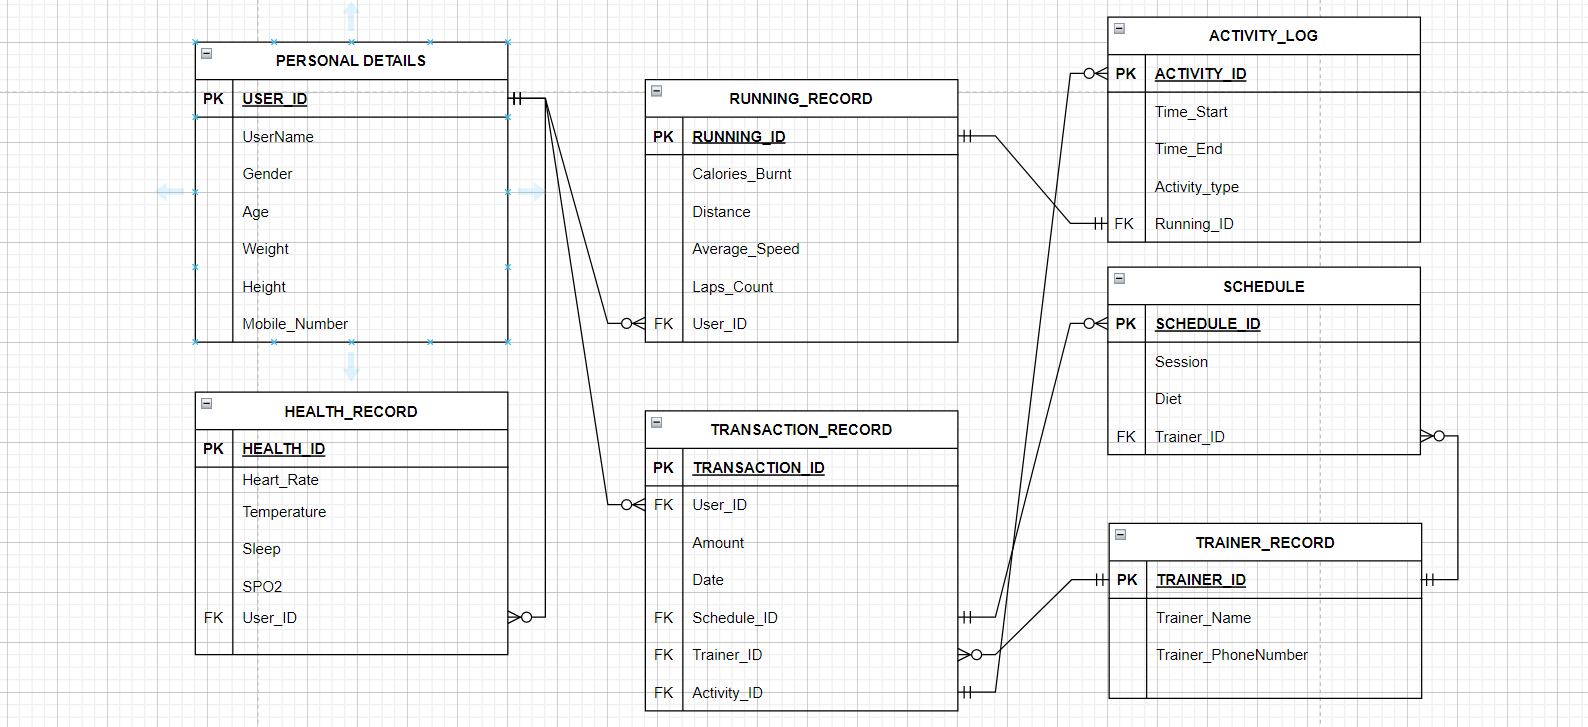 PERSONAL DETAILS
PK USER_ID
UserName
Gender
Age
Weight
Height
Mobile_Number
HEALTH_RECORD
PK HEALTH_ID
Heart_Rate
Temperature
Sleep
SPO2
FK User_ID
RUNNING_RECORD
PK RUNNING_ID
Calories_Burnt
Distance
Average_Speed
Laps_Count
FK User_ID
TRANSACTION_RECORD
PK TRANSACTION_ID
FK User_ID
Amount
Date
FK Schedule_ID
FK Trainer_ID
FK Activity_ID
ACTIVITY_LOG
PK ACTIVITY_ID
Time_Start
Time_End
Activity_type
FK Running_ID
SCHEDULE
PK SCHEDULE_ID
Session
Diet
FK Trainer_ID
TRAINER_RECORD
PK TRAINER_ID
Trainer_Name
Trainer_PhoneNumber